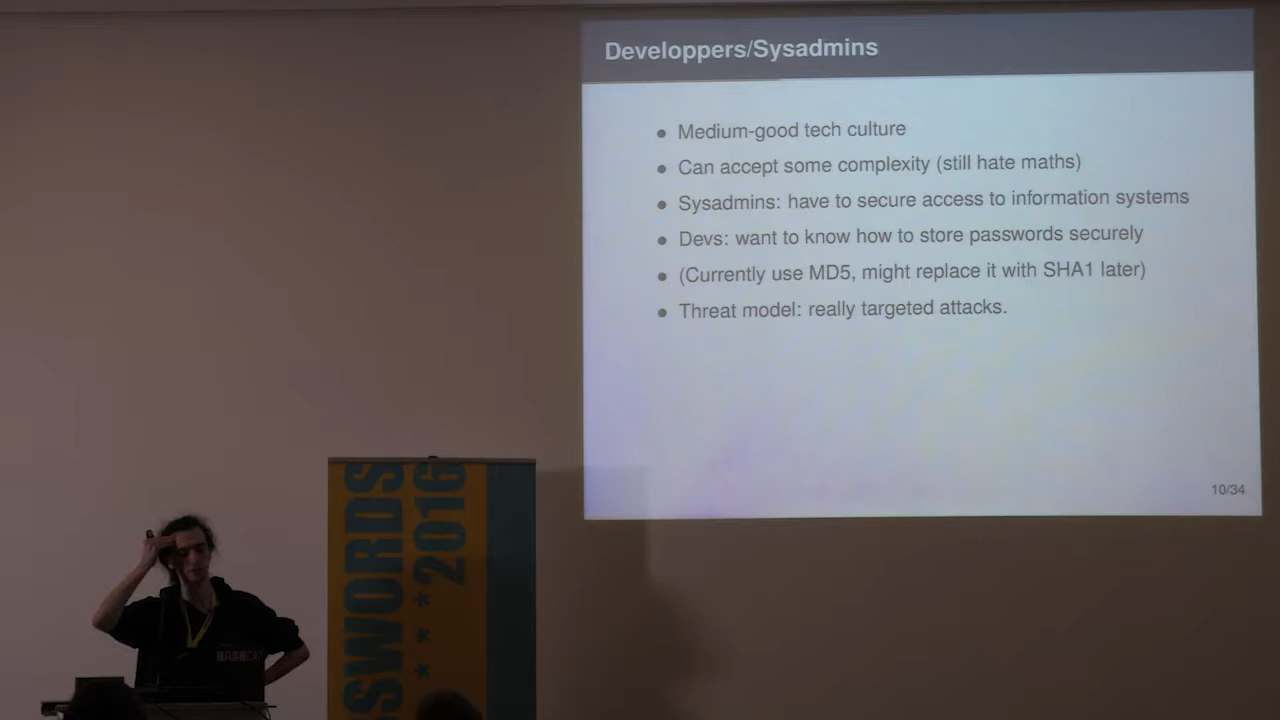 Developpers/Sysadmins
Medium-good tech culture
Can accept some complexity (still hate maths)
Sysadmins: have to secure access to information systems
Devs: want to know how to store passwords securely
(Currently use MD5, might replace it with SHA1 later)
Threat model: really targeted attacks.
10/34
SSWORDS
* * * 2016